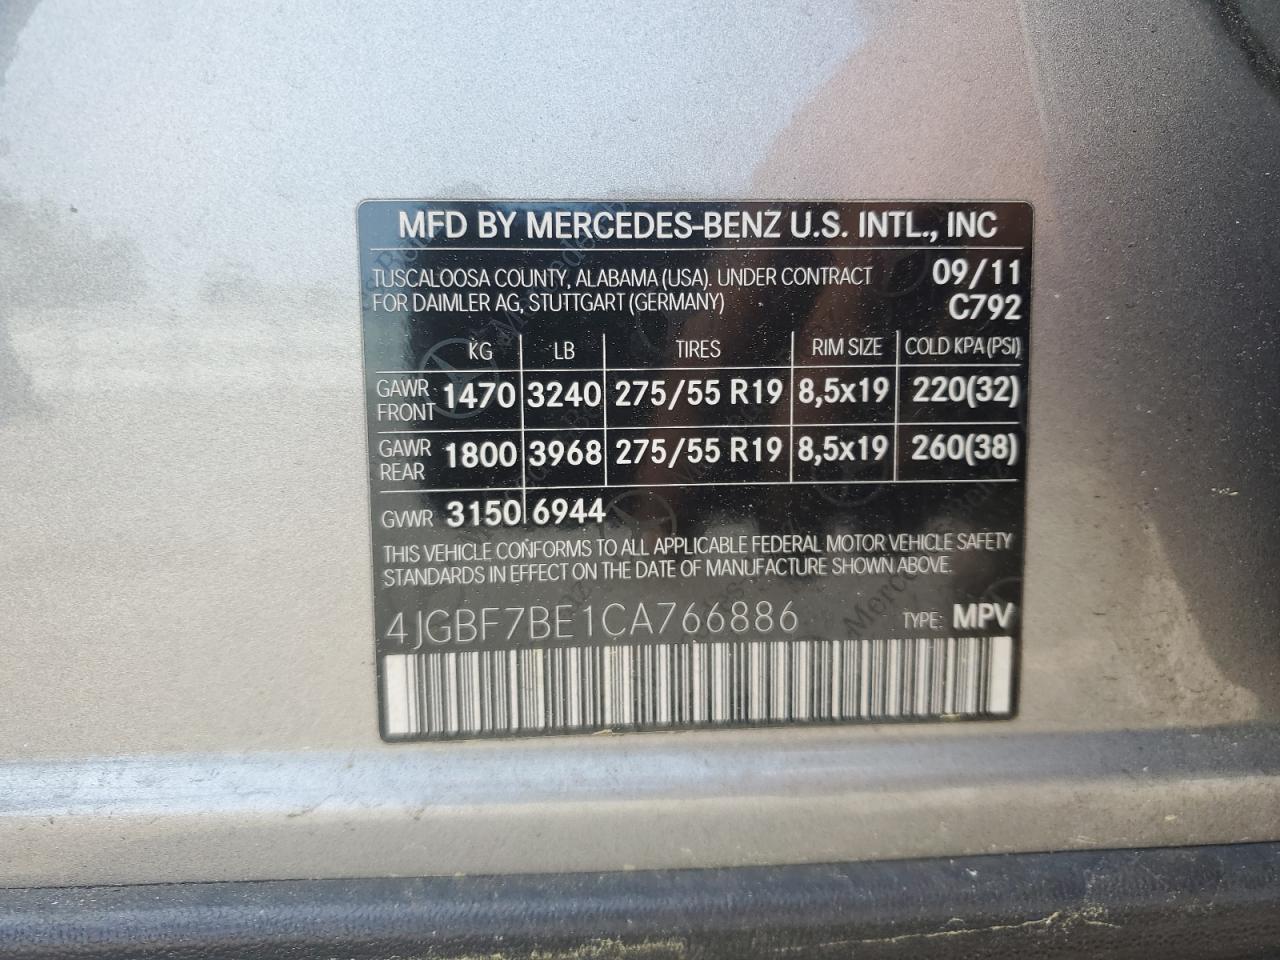 MFD BY MERCEDES-BENZ U.S. INTL., INC
TUSCALOOSA COUNTY, ALABAMA (USA). UNDER CONTRACT 09/11
FOR DAIMLER AG, STUTTGART (GERMANY) C792
KG LB TIRES RIM SIZE COLD KPA (PSI)
GAWR FRONT 1470 3240 275/55 R19 8,5x19 220(32)
GAWR REAR 1800 3968 275/55 R19 8,5x19 260(38)
GVWR 3150 6944
THIS VEHICLE CONFORMS TO ALL APPLICABLE FEDERAL MOTOR VEHICLE SAFETY
STANDARDS IN EFFECT ON THE DATE OF MANUFACTURE SHOWN ABOVE.
4JGBF7BE1CA766886 TYPE: MPV